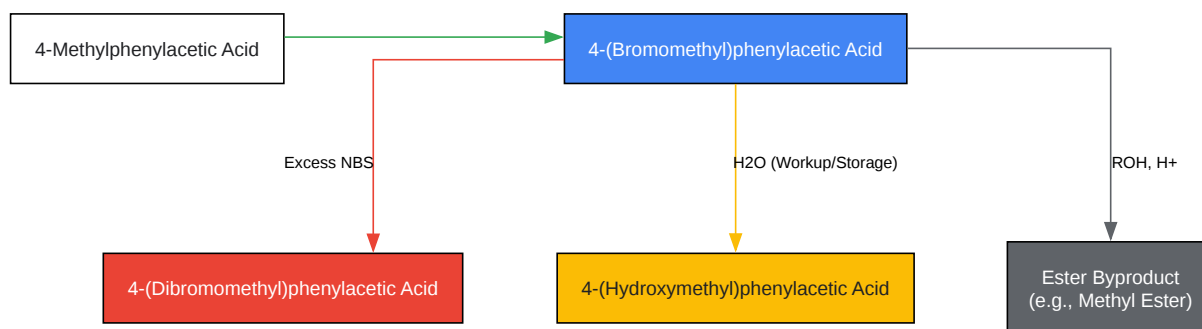 4-Methylphenylacetic Acid
4-(Bromomethyl)phenylacetic Acid
Excess NBS
H2O (Workup/Storage)
ROH, H+
4-(Dibromomethyl)phenylacetic Acid
4-(Hydroxymethyl)phenylacetic Acid
Ester Byproduct
(e.g., Methyl Ester)